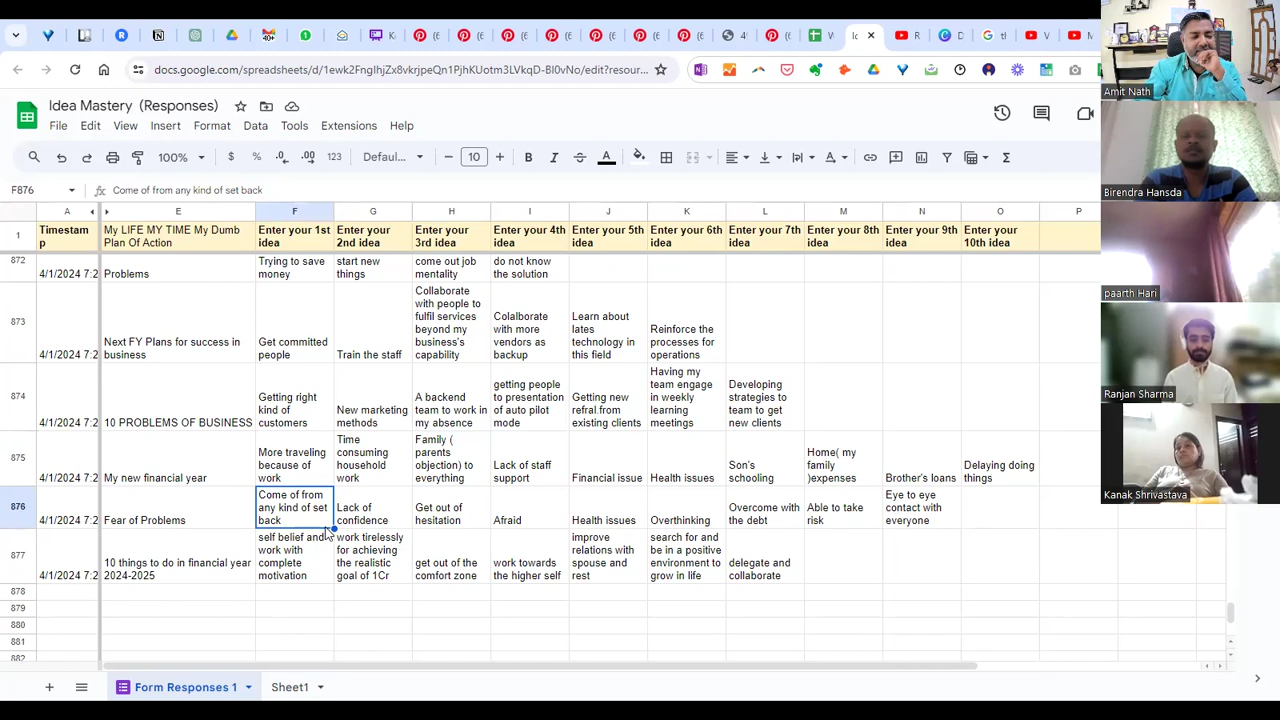 docs.google.com/spreadsheets/d/
Idea Mastery (Responses)
File Edit View Insert Format Data Tools Extensions Help
100% $ % .0 .00 123 Defaul... 10 B I A
F876 fx Come of from any kind of set back
A E F G H I J K L M N O P
1
Timestam
p
My LIFE MY TIME My Dumb
Plan Of Action
Enter your 1st
idea
Enter your
2nd idea
Enter your
3rd idea
Enter your 4th
idea
Enter your 5th
idea
Enter your 6th
idea
Enter your 7th
idea
Enter your 8th
idea
Enter your 9th
idea
Enter your
10th idea
872
4/1/2024 7:2
Problems
Trying to save
money
start new
things
come out job
mentality
do not know
the solution
873
4/1/2024 7:2
Next FY Plans for success in
business
Get committed
people
Train the staff
Collaborate
with people to
fulfil services
beyond my
business's
capability
Colalborate
with more
vendors as
backup
Learn about
lates
technology in
this field
Reinforce the
processes for
operations
874
4/1/2024 7:2
10 PROBLEMS OF BUSINESS
Getting right
kind of
customers
New marketing
methods
A backend
team to work in
my absence
getting people
to presentation
of auto pilot
mode
Getting new
refral.from
existing clients
Having my
team engage
in weekly
learning
meetings
Developing
strategies to
team to get
new clients
875
4/1/2024 7:2
My new financial year
More traveling
because of
work
Time
consuming
household
work
Family (
parents
objection) to
everything
Lack of staff
support
Financial issue
Health issues
Son's
schooling
Home( my
family
)expenses
Brother's loans
Delaying doing
things
876
4/1/2024 7:2
Fear of Problems
Come of from
any kind of set
back
Lack of
confidence
Get out of
hesitation
Afraid
Health issues
Overthinking
Overcome with
the debt
Able to take
risk
Eye to eye
contact with
everyone
877
4/1/2024 7:2
10 things to do in financial year
2024-2025
self belief and
work with
complete
motivation
work tirelessly
for achieving
the realistic
goal of 1Cr
get out of the
comfort zone
work towards
the higher self
improve
relations with
spouse and
rest
search for and
be in a positive
environment to
grow in life
delegate and
collaborate
878
879
880
881
882
Form Responses 1
Sheet1
Amit Nath
Birendra Hansda
paarth Hari
Ranjan Sharma
Kanak Shrivastava